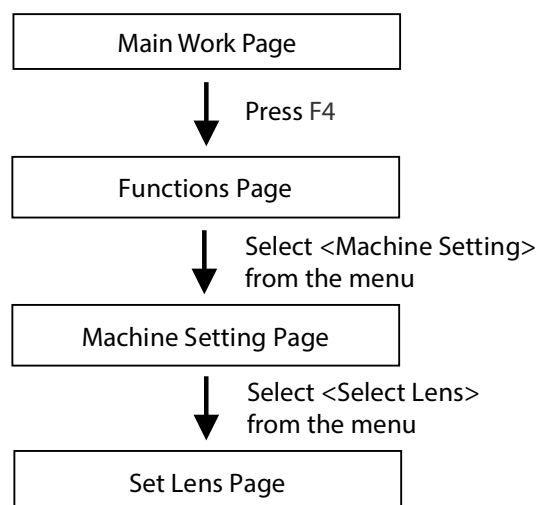 Main Work Page
Press F4
Functions Page
Select <Machine Setting>
from the menu
Machine Setting Page
Select <Select Lens>
from the menu
Set Lens Page